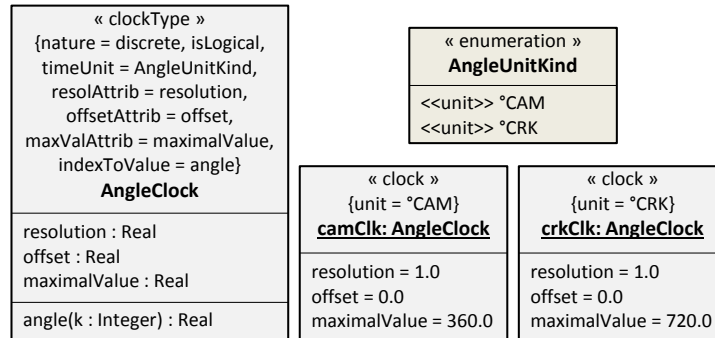 « clockType »
{nature = discrete, isLogical,
timeUnit = AngleUnitKind,
resolAttrib = resolution,
offsetAttrib = offset,
maxValAttrib = maximalValue,
indexToValue = angle}
AngleClock
resolution : Real
offset : Real
maximalValue : Real
angle(k : Integer) : Real
« enumeration »
AngleUnitKind
<<unit>> °CAM
<<unit>> °CRK
« clock »
{unit = °CAM}
camClk: AngleClock
resolution = 1.0
offset = 0.0
maximalValue = 360.0
« clock »
{unit = °CRK}
crkClk: AngleClock
resolution = 1.0
offset = 0.0
maximalValue = 720.0